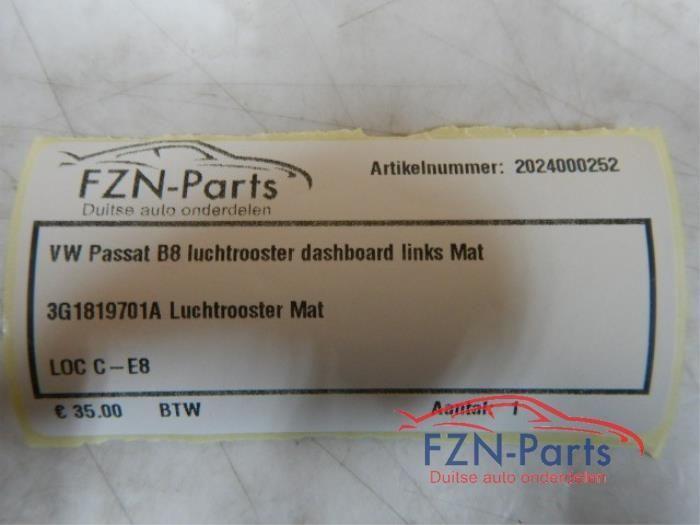 FZN-Parts
Duitse auto onderdelen
Artikelnummer: 2024000252
VW Passat B8 luchtrooster dashboard links Mat
3G1819701A Luchtrooster Mat
LOC C-E8
€ 35.00 BTW Aantal: 1
FZN-Parts
Duitse auto onderdelen